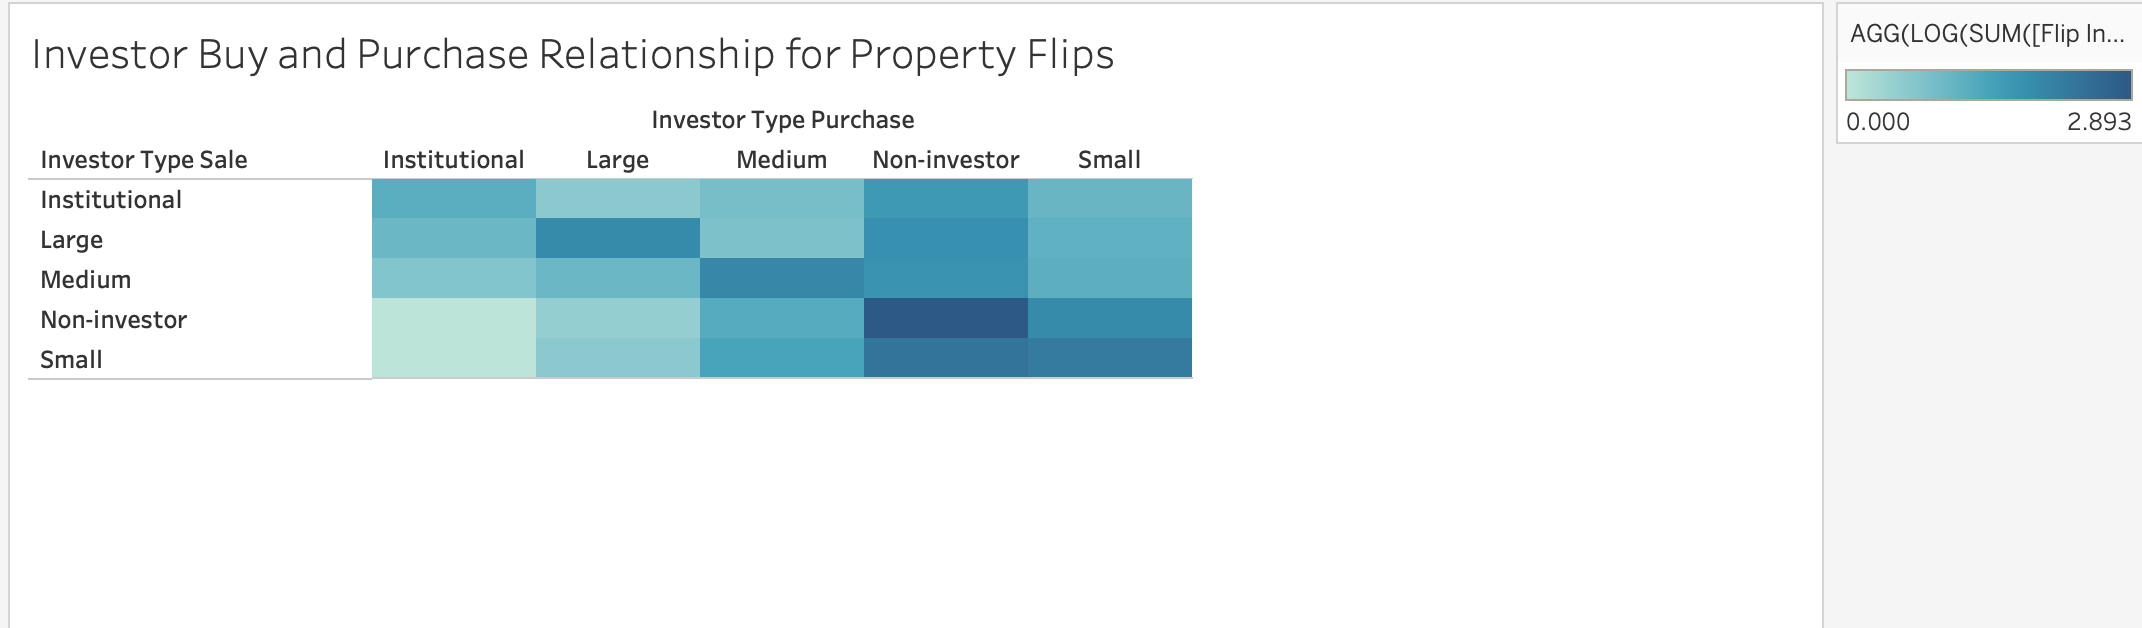 Investor Buy and Purchase Relationship for Property Flips
AGG(LOG(SUM([Flip In...
0.000 2.893
Investor Type Purchase
Investor Type Sale Institutional Large Medium Non-investor Small
Institutional
Large
Medium
Non-investor
Small